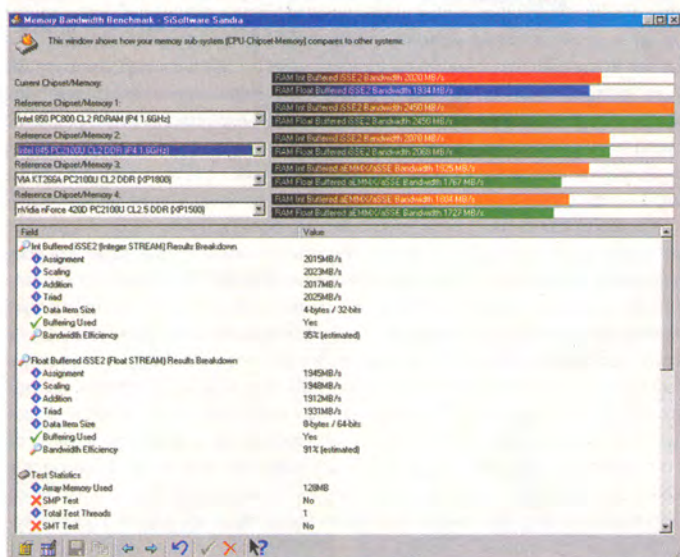 Memory Bandwidth Benchmark - SiSoftware Sandra
This window shows how your memory sub-system (CPU-Chipset-Memory) compares to other systems.
Current Chipset/Memory:
RAM Int Buffered iSSE2 Bandwidth 2020 MB/s
RAM Float Buffered iSSE2 Bandwidth 1934 MB/s
Reference Chipset/Memory 1:
Intel 850 PC800 CL2 RDRAM (P4 1.6GHz)
RAM Int Buffered iSSE2 Bandwidth 2450 MB/s
RAM Float Buffered iSSE2 Bandwidth 2450 MB/s
Reference Chipset/Memory 2:
Intel 845 PC2100U CL2 DDR (P4 1.6GHz)
RAM Int Buffered iSSE2 Bandwidth 2070 MB/s
RAM Float Buffered iSSE2 Bandwidth 2068 MB/s
Reference Chipset/Memory 3:
VIA KT266A PC2100U CL2 DDR (XP1800)
RAM Int Buffered aEMMX/aSSE Bandwidth 1925 MB/s
RAM Float Buffered aEMMX/aSSE Bandwidth 1767 MB/s
Reference Chipset/Memory 4:
nVidia nForce 420D PC2100U CL2.5 DDR (XP1500)
RAM Int Buffered aEMMX/aSSE Bandwidth 1804 MB/s
RAM Float Buffered aEMMX/aSSE Bandwidth 1727 MB/s
Field Value
Int Buffered iSSE2 (Integer STREAM) Results Breakdown
Assignment 2015MB/s
Scaling 2023MB/s
Addition 2017MB/s
Triad 2025MB/s
Data Item Size 4-bytes / 32-bits
Buffering Used Yes
Bandwidth Efficiency 95% (estimated)
Float Buffered iSSE2 (Float STREAM) Results Breakdown
Assignment 1945MB/s
Scaling 1948MB/s
Addition 1912MB/s
Triad 1931MB/s
Data Item Size 8-bytes / 64-bits
Buffering Used Yes
Bandwidth Efficiency 91% (estimated)
Test Statistics
Array Memory Used 128MB
SMP Test No
Total Test Threads 1
SMT Test No